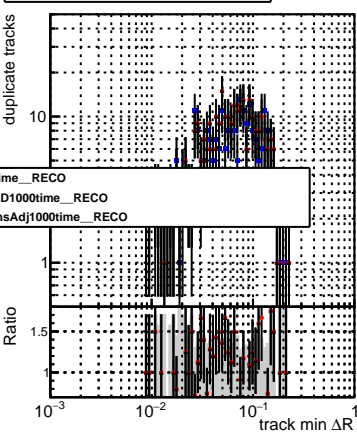 duplicate tracks
10
ime__RECO
D1000time__RECO
nsAdj1000time__RECO
1
Ratio
1.5
1
10⁻³ 10⁻² 10⁻¹ 1
track min ΔR